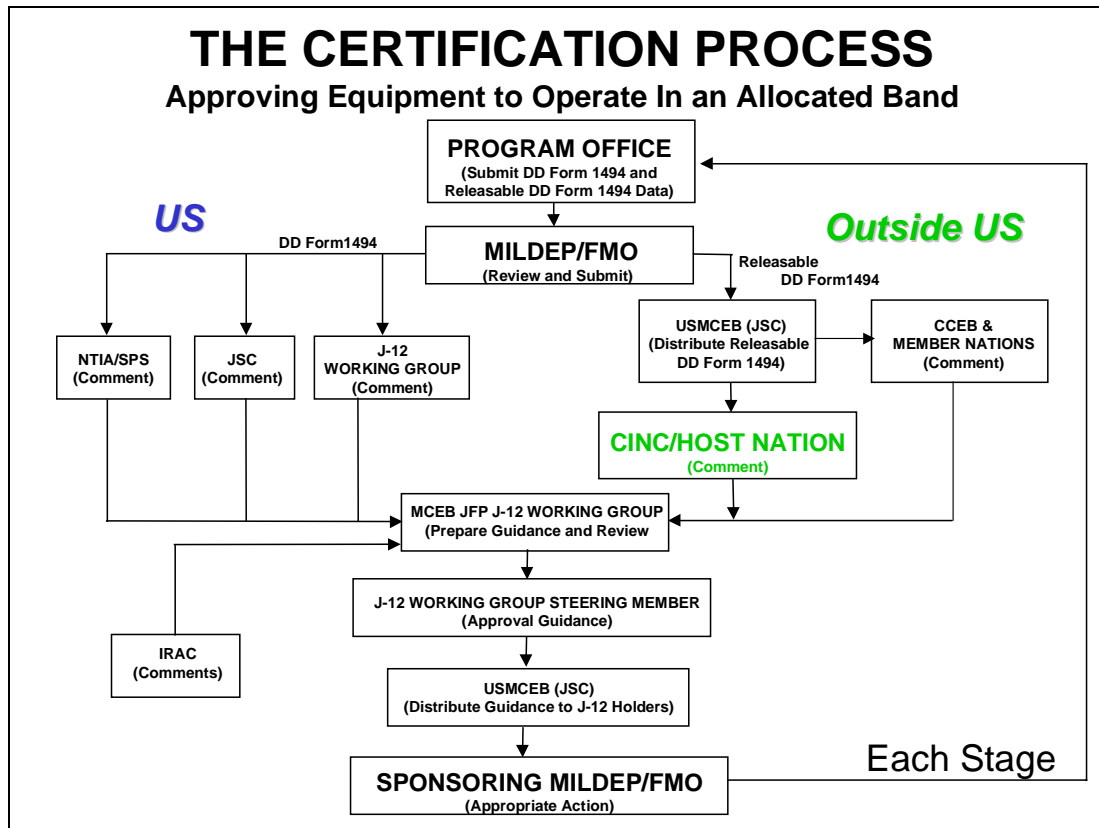 THE CERTIFICATION PROCESS
Approving Equipment to Operate In an Allocated Band
PROGRAM OFFICE
(Submit DD Form 1494 and
Releasable DD Form 1494 Data)
US
Outside US
DD Form1494
MILDEP/FMO
(Review and Submit)
Releasable
DD Form1494
NTIA/SPS
(Comment)
JSC
(Comment)
J-12
WORKING GROUP
(Comment)
USMCEB (JSC)
(Distribute Releasable
DD Form 1494)
CCEB &
MEMBER NATIONS
(Comment)
CINC/HOST NATION
(Comment)
MCEB JFP J-12 WORKING GROUP
(Prepare Guidance and Review
J-12 WORKING GROUP STEERING MEMBER
(Approval Guidance)
IRAC
(Comments)
USMCEB (JSC)
(Distribute Guidance to J-12 Holders)
SPONSORING MILDEP/FMO
(Appropriate Action)
Each Stage